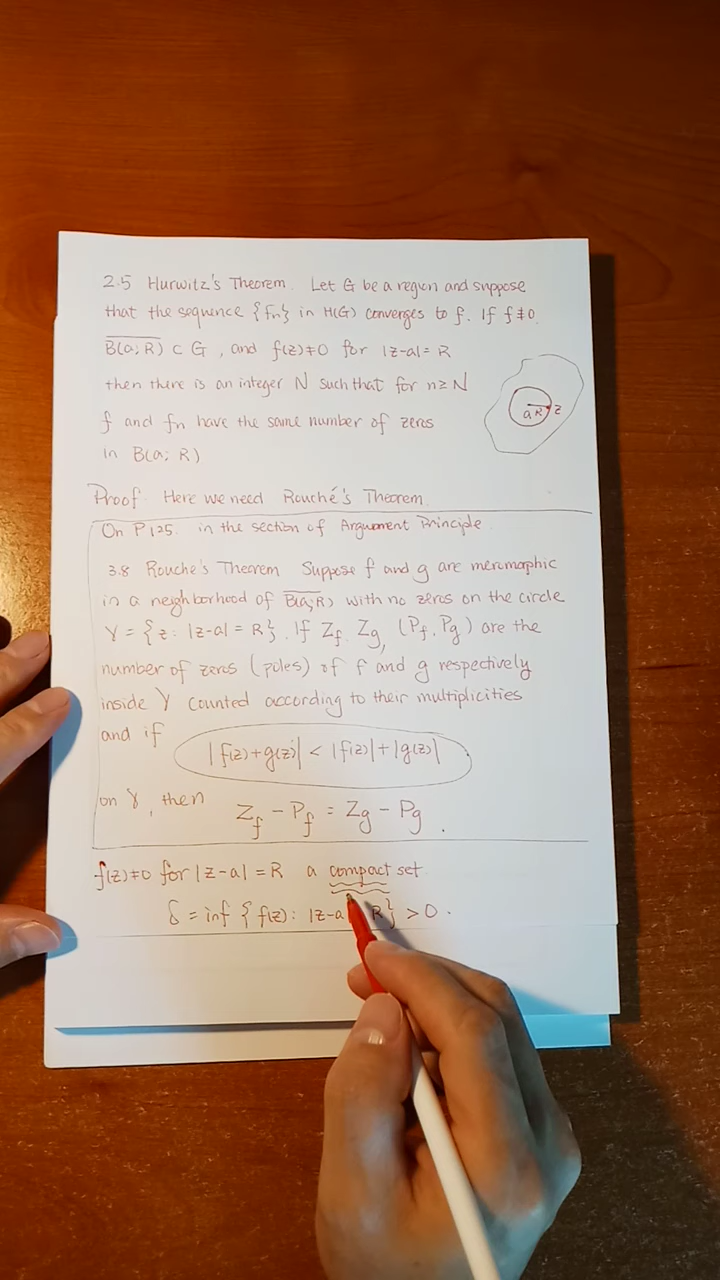 2.5 Hurwitz's Theorem. Let G be a region and suppose
that the sequence {fn} in H(G) converges to f. If f≢0,
B̅(̅a̅;̅ ̅R̅)̅ ⊂ G, and f(z)≠0 for |z-a|= R
then there is an integer N such that for n≥N
f and fn have the same number of zeros
in B(a; R)
a R z
Proof. Here we need Rouché's Theorem.
On P125. in the section of Argument Principle.
3.8 Rouche's Theorem Suppose f and g are meromorphic
in a neighborhood of B̅(̅a̅;̅R̅)̅ with no zeros on the circle
γ = {z: |z-a| = R}. If Zf, Zg, (Pf, Pg) are the
number of zeros (poles) of f and g respectively
inside γ counted according to their multiplicities
and if
|f(z)+g(z)| < |f(z)|+|g(z)|
on γ, then Zf - Pf = Zg - Pg.
f(z)≠0 for |z-a| = R a compact set
δ = inf { f(z): |z-a R} > 0.